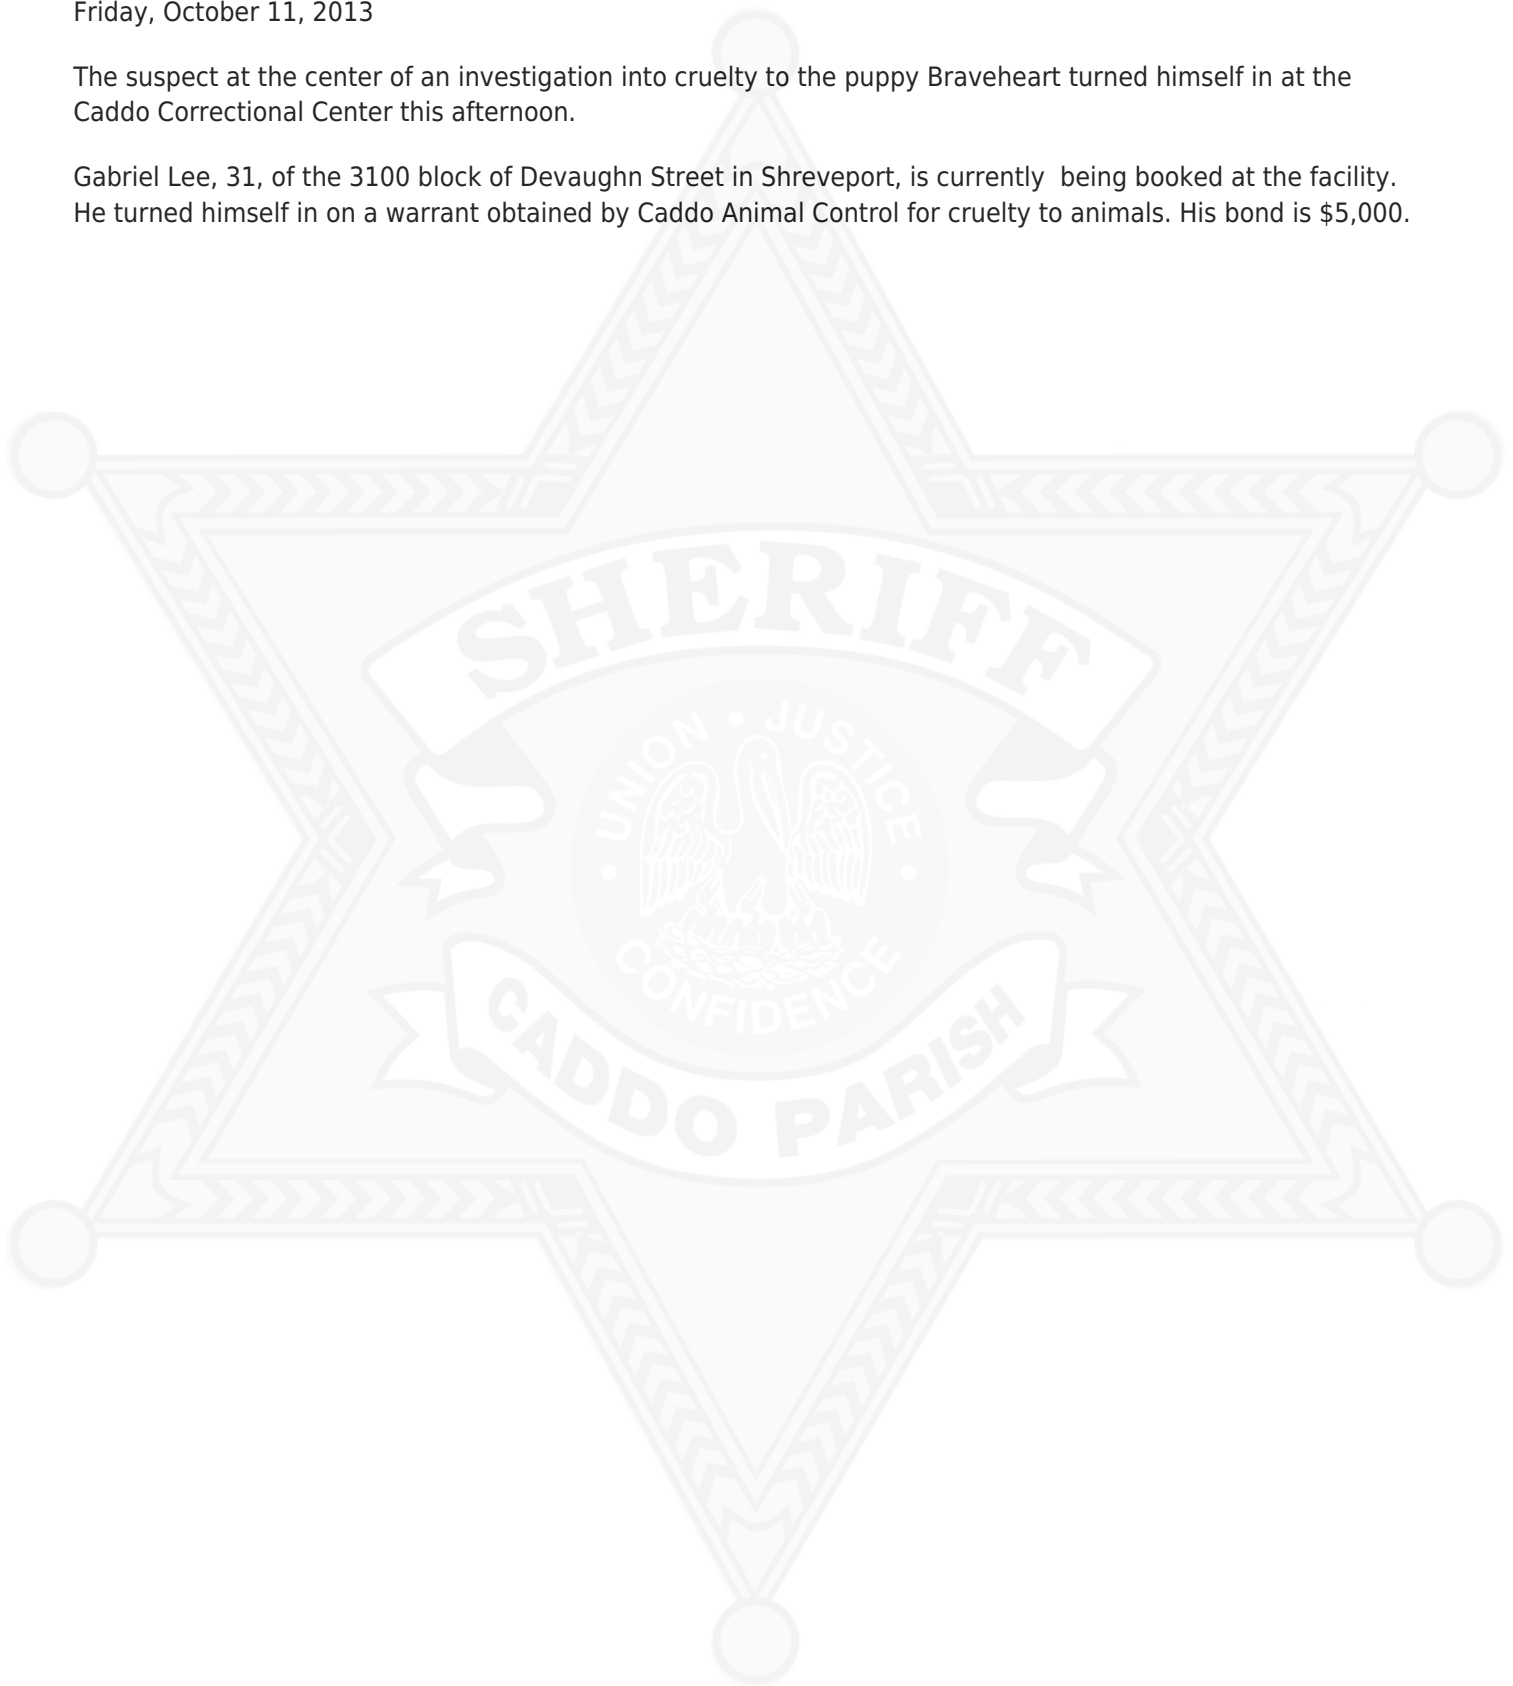 Friday, October 11, 2013
The suspect at the center of an investigation into cruelty to the puppy Braveheart turned himself in at the
Caddo Correctional Center this afternoon.
Gabriel Lee, 31, of the 3100 block of Devaughn Street in Shreveport, is currently  being booked at the facility.
He turned himself in on a warrant obtained by Caddo Animal Control for cruelty to animals. His bond is $5,000.
SHERIFF
UNION • JUSTICE
• CONFIDENCE •
CADDO PARISH